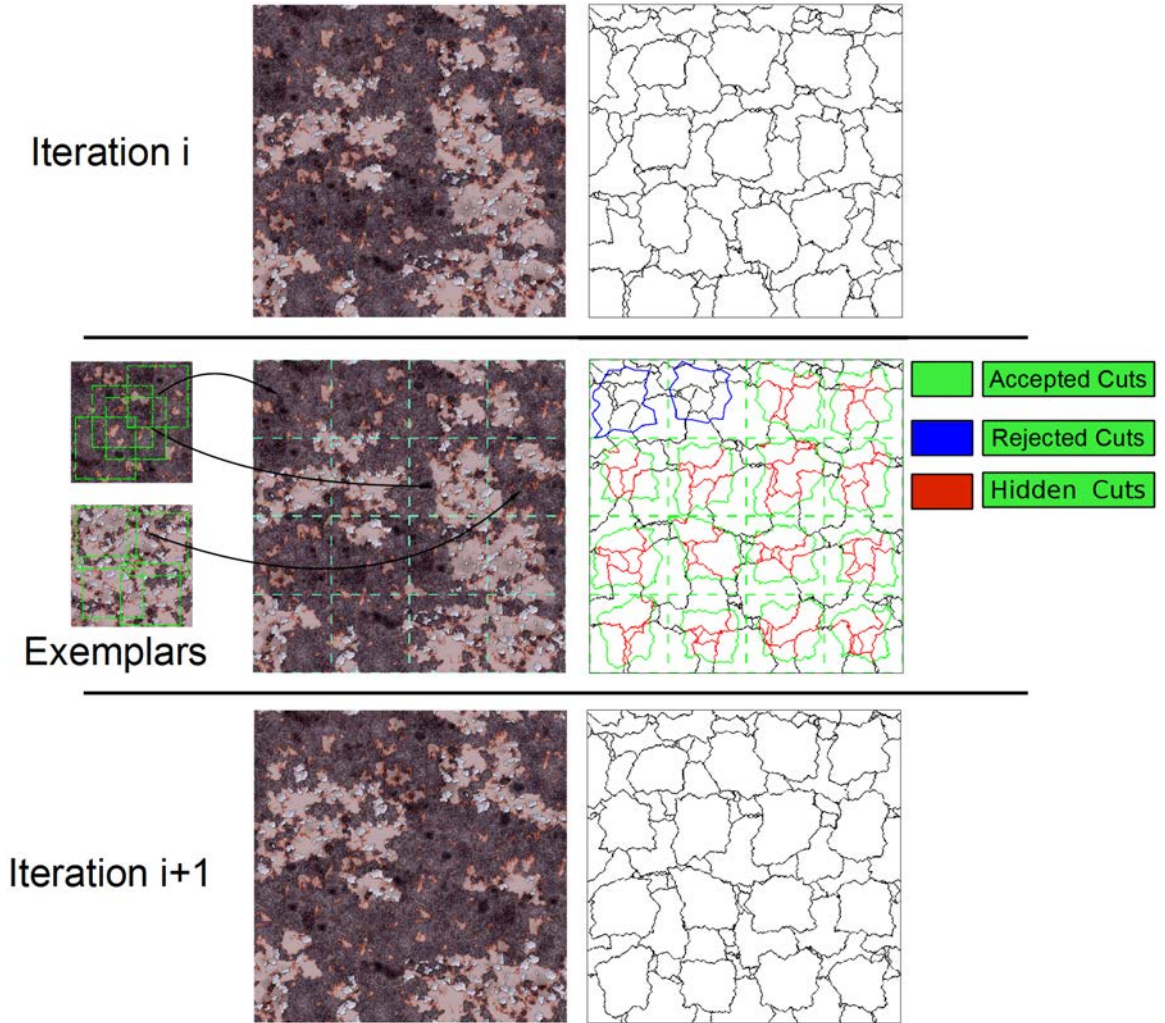 Iteration i
Accepted Cuts
Rejected Cuts
Hidden Cuts
Exemplars
Iteration i+1